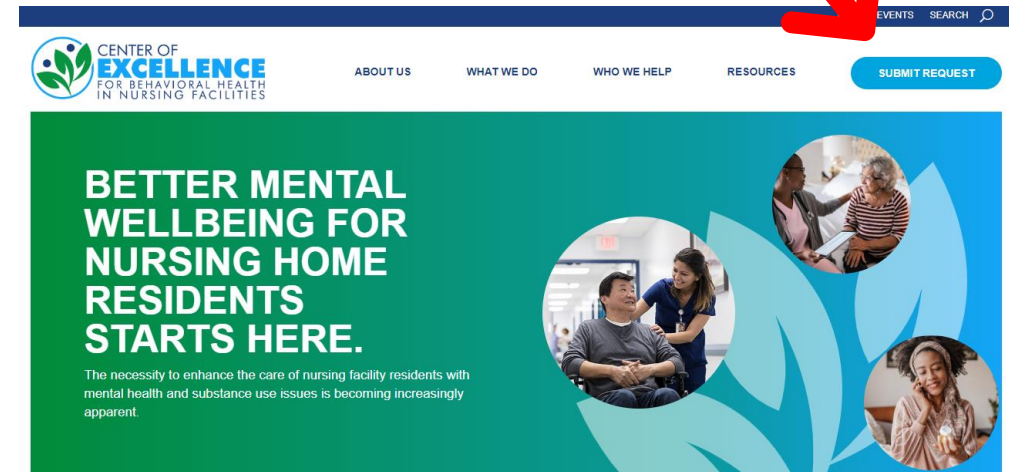 EVENTS SEARCH
CENTER OF
EXCELLENCE
FOR BEHAVIORAL HEALTH
IN NURSING FACILITIES
ABOUT US WHAT WE DO WHO WE HELP RESOURCES SUBMIT REQUEST
BETTER MENTAL
WELLBEING FOR
NURSING HOME
RESIDENTS
STARTS HERE.
The necessity to enhance the care of nursing facility residents with
mental health and substance use issues is becoming increasingly
apparent.